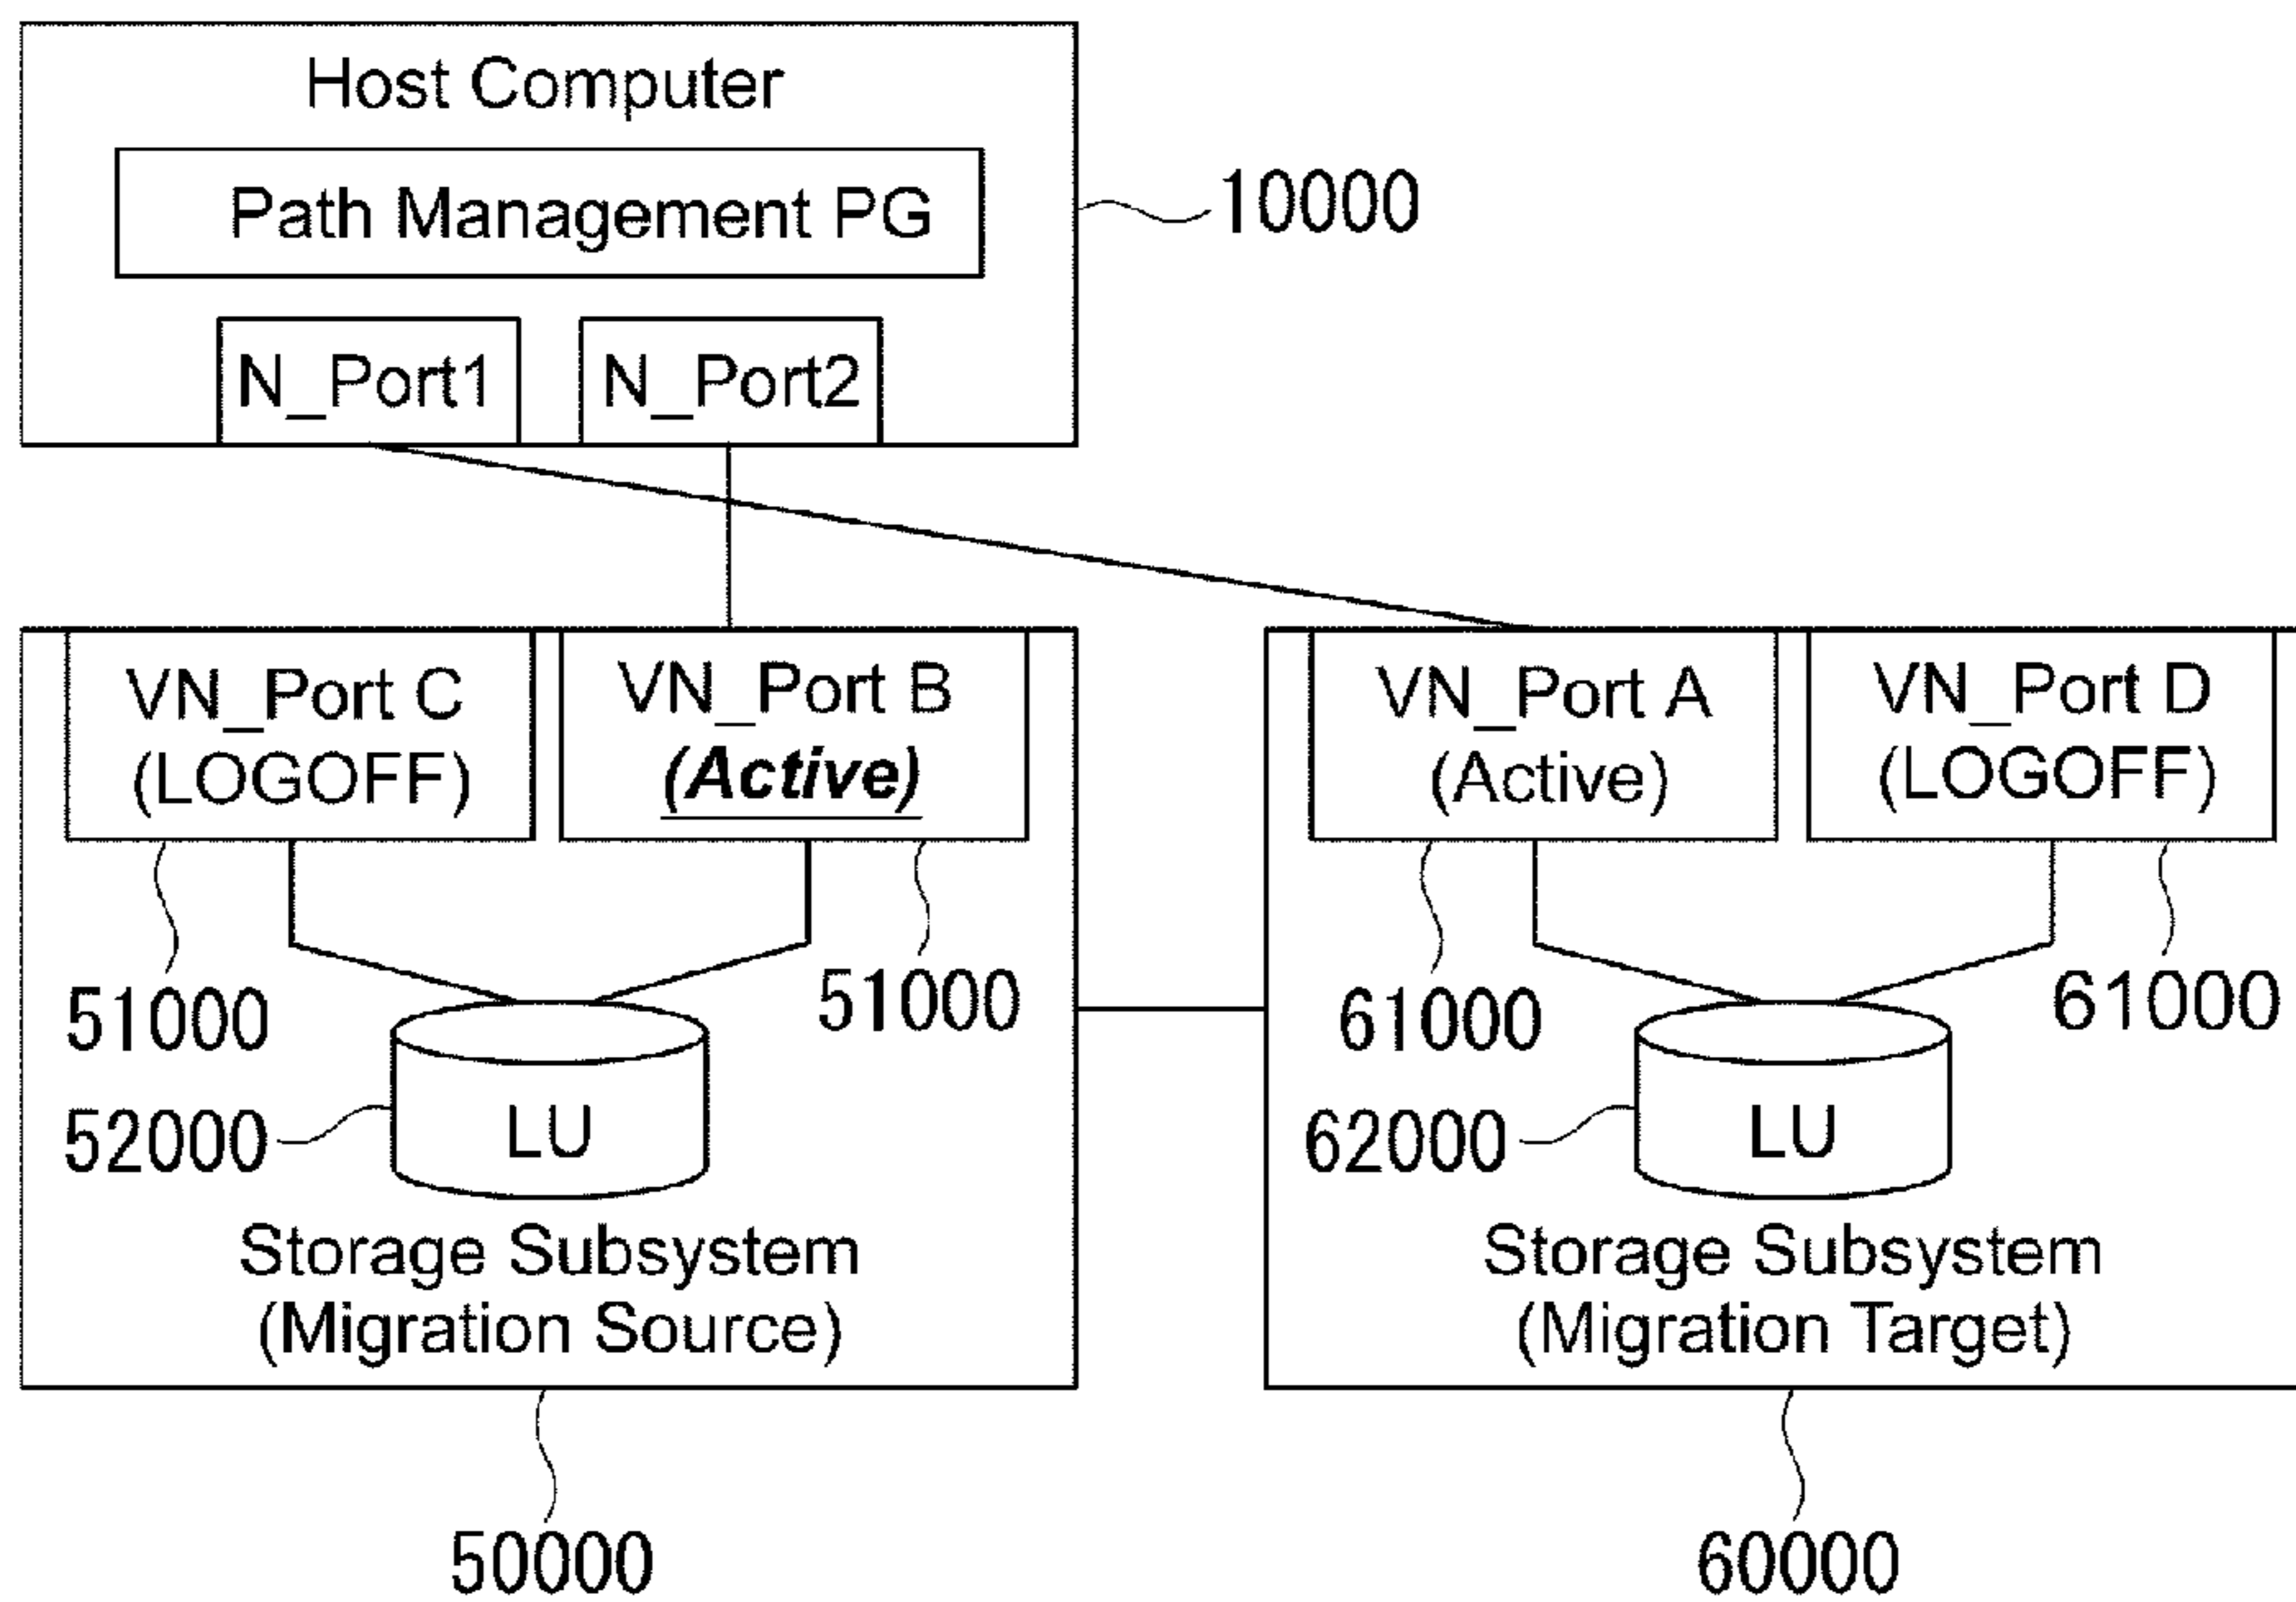 Host Computer
Path Management PG
10000
N_Port1
N_Port2
VN_Port C
(LOGOFF)
VN_Port B
(Active)
VN_Port A
(Active)
VN_Port D
(LOGOFF)
51000
51000
61000
61000
52000
LU
62000
LU
Storage Subsystem
(Migration Source)
Storage Subsystem
(Migration Target)
50000
60000